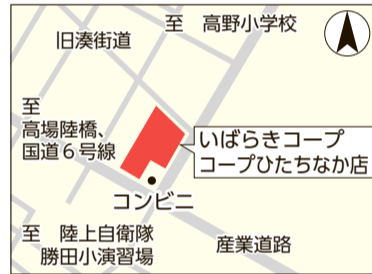 至 高野小学校
旧湊街道
至
高場陸橋、
国道６号線
いばらきコープ
コープひたちなか店
コンビニ
至 陸上自衛隊
勝田小演習場
産業道路